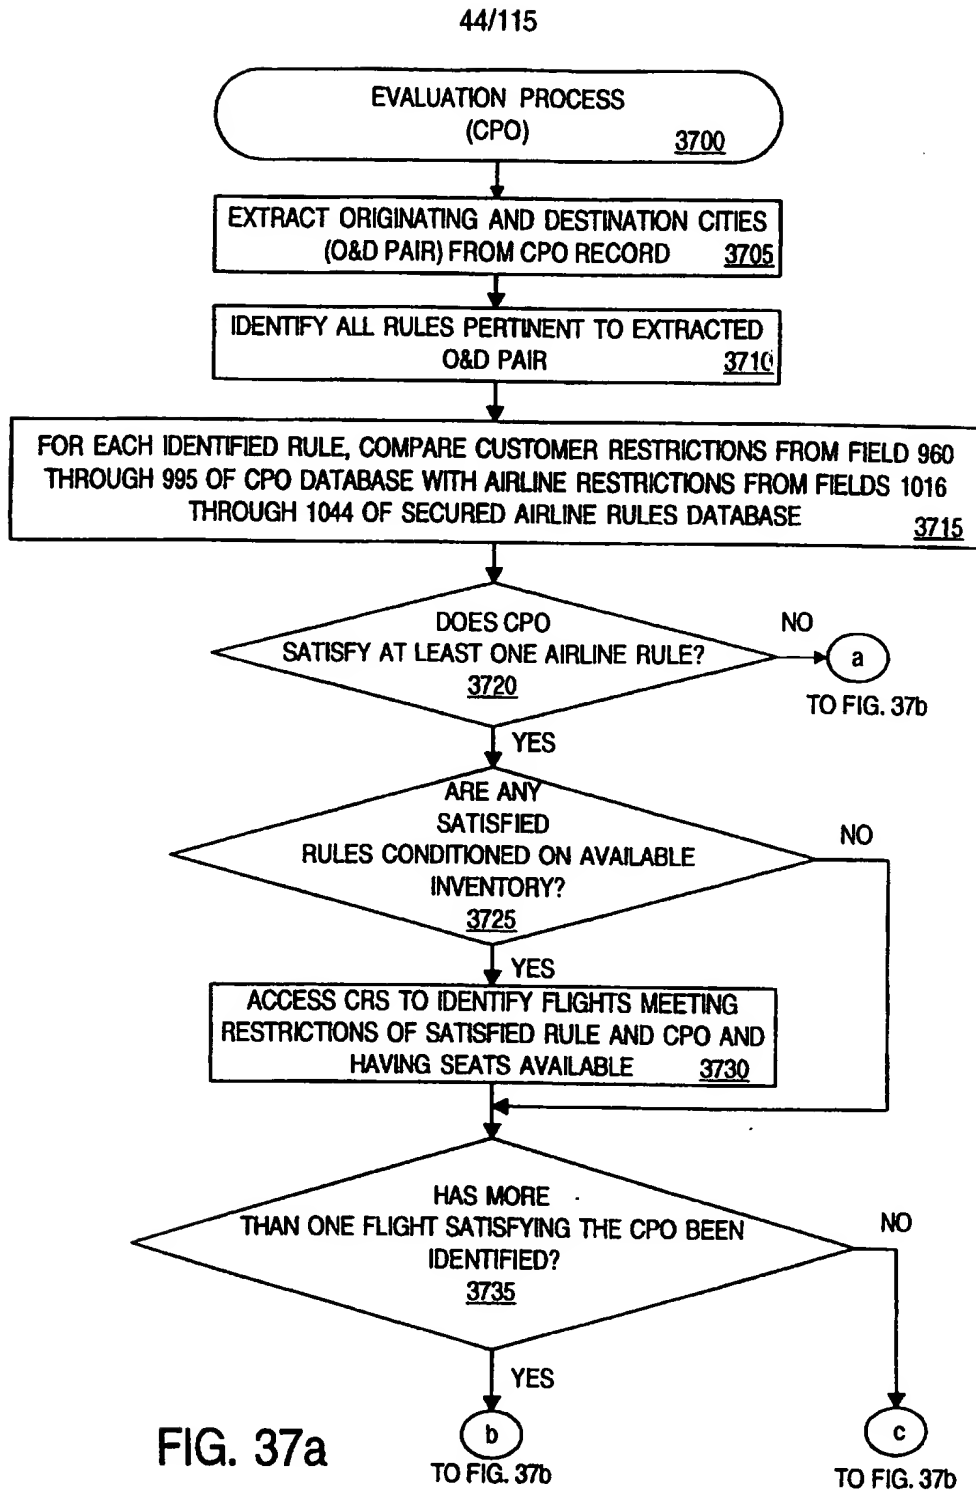 44/115
EVALUATION PROCESS
(CPO)
3700
EXTRACT ORIGINATING AND DESTINATION CITIES
(O&D PAIR) FROM CPO RECORD
3705
IDENTIFY ALL RULES PERTINENT TO EXTRACTED
O&D PAIR
3710
FOR EACH IDENTIFIED RULE, COMPARE CUSTOMER RESTRICTIONS FROM FIELD 960
THROUGH 995 OF CPO DATABASE WITH AIRLINE RESTRICTIONS FROM FIELDS 1016
THROUGH 1044 OF SECURED AIRLINE RULES DATABASE
3715
DOES CPO
SATISFY AT LEAST ONE AIRLINE RULE?
3720
NO
a
TO FIG. 37b
YES
ARE ANY
SATISFIED
RULES CONDITIONED ON AVAILABLE
INVENTORY?
3725
NO
YES
ACCESS CRS TO IDENTIFY FLIGHTS MEETING
RESTRICTIONS OF SATISFIED RULE AND CPO AND
HAVING SEATS AVAILABLE
3730
HAS MORE
THAN ONE FLIGHT SATISFYING THE CPO BEEN
IDENTIFIED?
3735
NO
YES
b
TO FIG. 37b
c
TO FIG. 37b
FIG. 37a